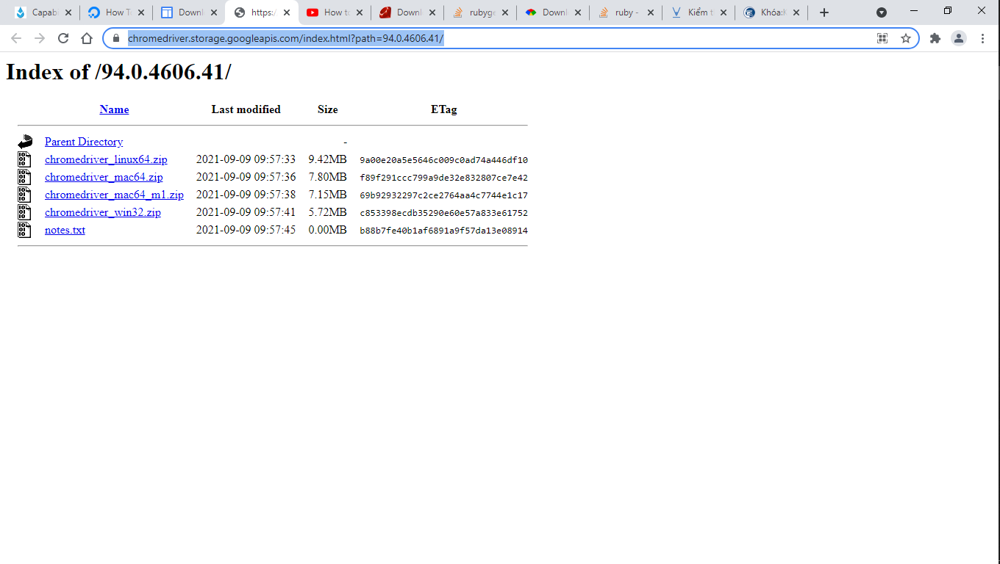 Capab
How T
Downl
https:/
How to
Downl
rubyge
Downl
ruby -
Kiểm t
Khóa:K
chromedriver.storage.googleapis.com/index.html?path=94.0.4606.41/
Index of /94.0.4606.41/
Name Last modified Size ETag
Parent Directory -
chromedriver_linux64.zip 2021-09-09 09:57:33 9.42MB 9a00e20a5e5646c009c0ad74a446df10
chromedriver_mac64.zip 2021-09-09 09:57:36 7.80MB f89f291ccc799a9de32e832807ce7e42
chromedriver_mac64_m1.zip 2021-09-09 09:57:38 7.15MB 69b92932297c2ce2764aa4c7744e1c17
chromedriver_win32.zip 2021-09-09 09:57:41 5.72MB c853398ecdb35290e60e57a833e61752
notes.txt 2021-09-09 09:57:45 0.00MB b88b7fe40b1af6891a9f57da13e08914